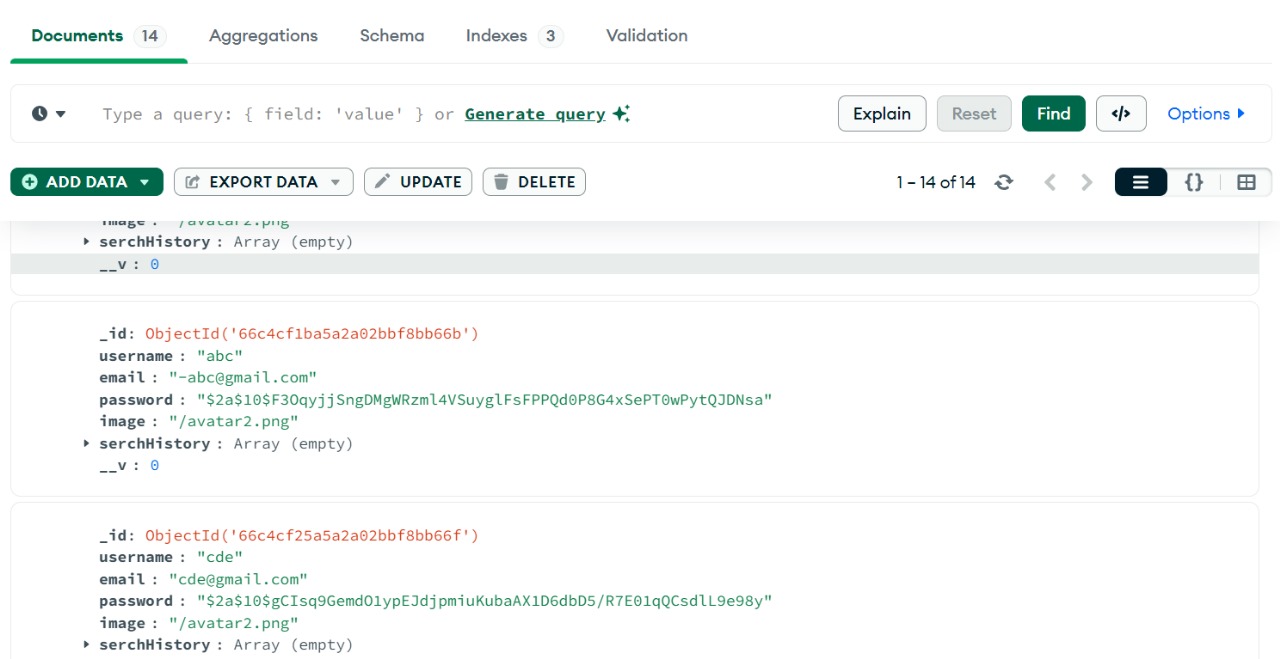 Documents 14 Aggregations Schema Indexes 3 Validation
Type a query: { field: 'value' } or Generate query Explain Reset Find </> Options
ADD DATA EXPORT DATA UPDATE DELETE 1 – 14 of 14 {}
image : "/avatar2.png"
serchHistory : Array (empty)
__v : 0
_id: ObjectId('66c4cf1ba5a2a02bbf8bb66b')
username : "abc"
email : "-abc@gmail.com"
password : "$2a$10$F3OqyjjSngDMgWRzml4VSuyglFsFPPQd0P8G4xSePT0wPytQJDNsa"
image : "/avatar2.png"
serchHistory : Array (empty)
__v : 0
_id: ObjectId('66c4cf25a5a2a02bbf8bb66f')
username : "cde"
email : "cde@gmail.com"
password : "$2a$10$gCIsq9GemdO1ypEJdjpmiuKubaAX1D6dbD5/R7E01qQCsdlL9e98y"
image : "/avatar2.png"
serchHistory : Array (empty)